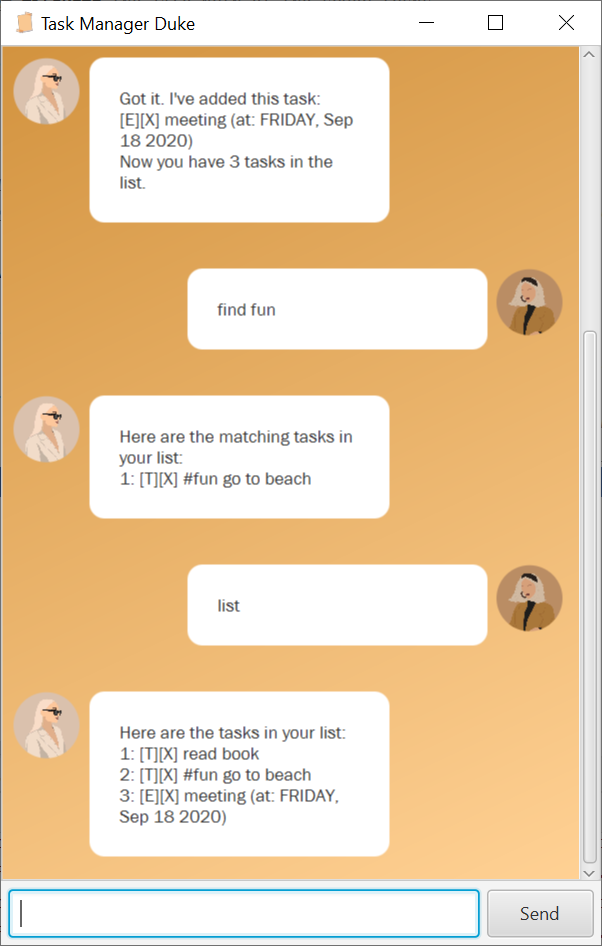 Task Manager Duke
Got it. I've added this task:
[E][X] meeting (at: FRIDAY, Sep
18 2020)
Now you have 3 tasks in the
list.
find fun
Here are the matching tasks in
your list:
1: [T][X] #fun go to beach
list
Here are the tasks in your list:
1: [T][X] read book
2: [T][X] #fun go to beach
3: [E][X] meeting (at: FRIDAY,
Sep 18 2020)
Send